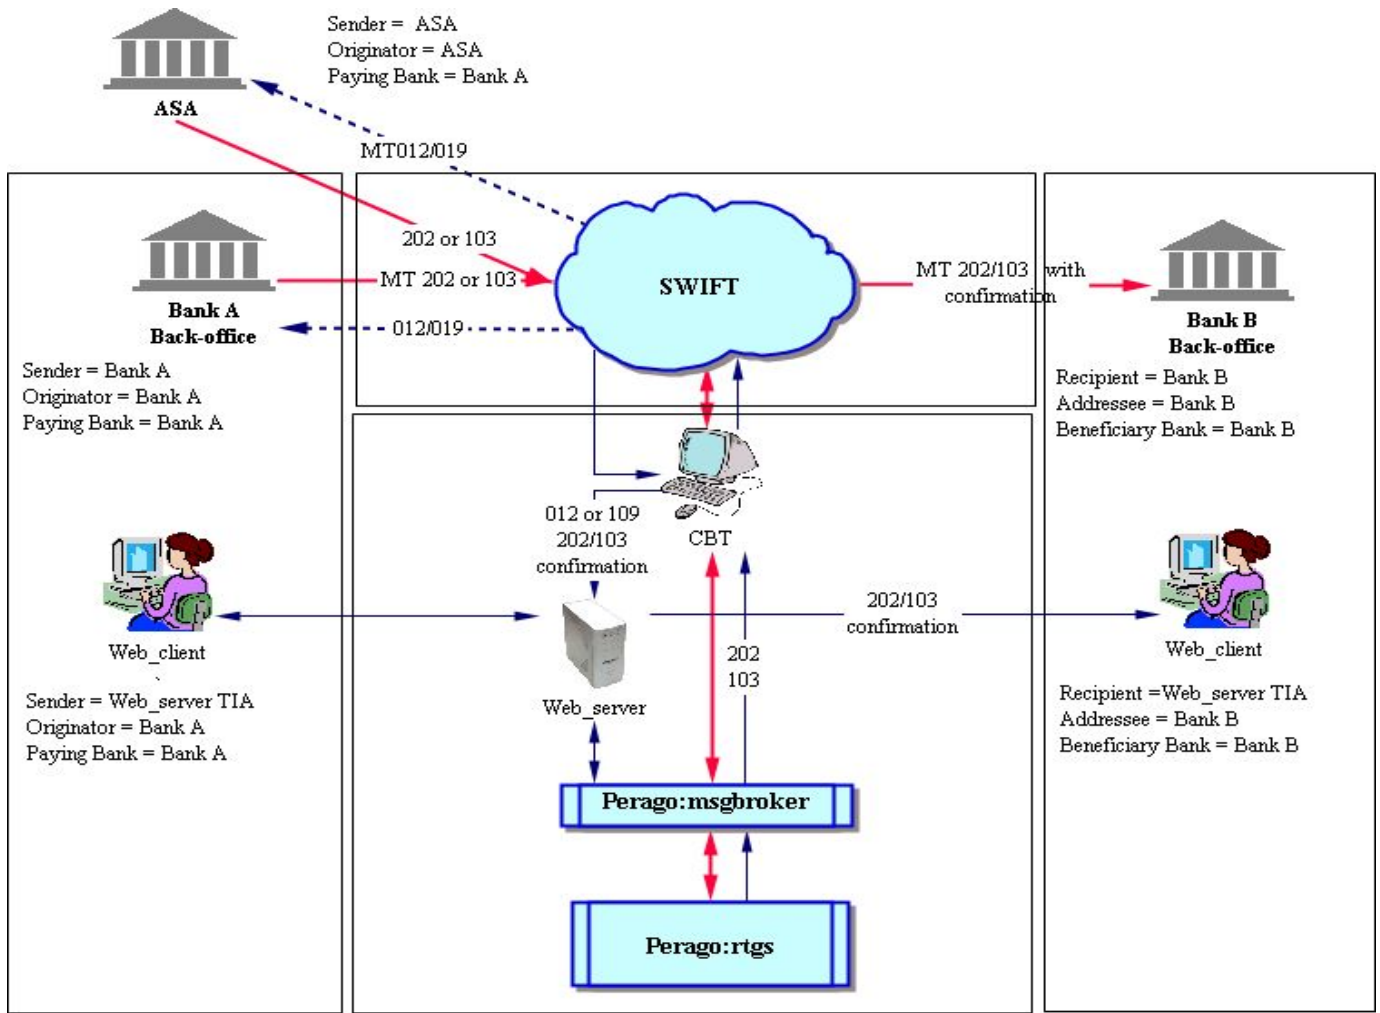 Sender = ASA
Originator = ASA
Paying Bank = Bank A
ASA
MT012/019
202 or 103
MT 202 or 103
SWIFT
MT 202/103 with
confirmation
Bank A
Back-office
012/019
Bank B
Back-office
Sender = Bank A
Originator = Bank A
Paying Bank = Bank A
Recipient = Bank B
Addressee = Bank B
Beneficiary Bank = Bank B
012 or 109
202/103
confirmation
CBT
202/103
confirmation
Web_client
Web_client
202
103
Sender = Web_server TIA
Originator = Bank A
Paying Bank = Bank A
Web_server
Recipient =Web_server TIA
Addressee = Bank B
Beneficiary Bank = Bank B
Perago:msgbroker
Perago:rtgs